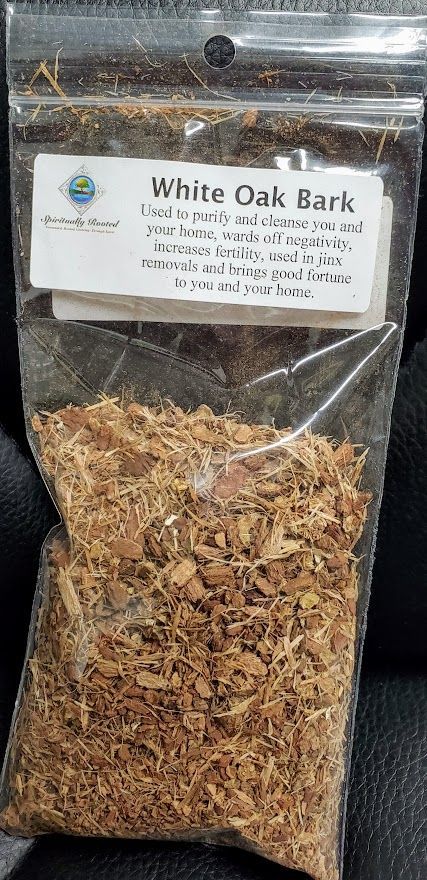 White Oak Bark
Spiritually Rooted
Used to purify and cleanse you and
your home, wards off negativity,
increases fertility, used in jinx
removals and brings good fortune
to you and your home.